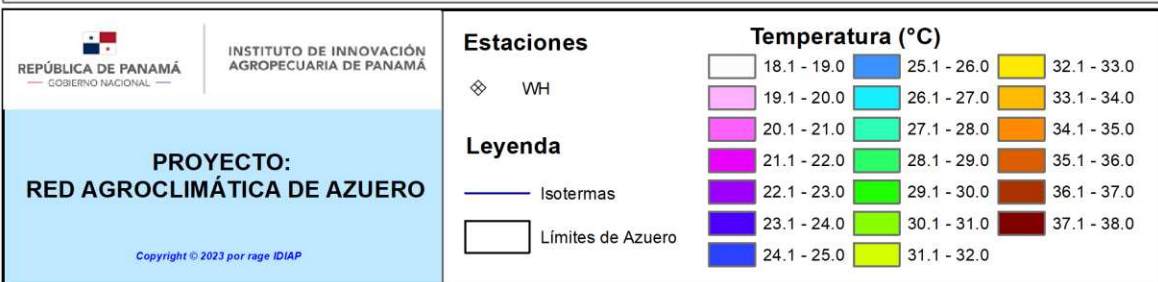 REPÚBLICA DE PANAMÁ
— GOBIERNO NACIONAL —
INSTITUTO DE INNOVACIÓN
AGROPECUARIA DE PANAMÁ
PROYECTO:
RED AGROCLIMÁTICA DE AZUERO
Copyright © 2023 por rage IDIAP
Estaciones
WH
Leyenda
Isotermas
Límites de Azuero
Temperatura (°C)
18.1 - 19.0
19.1 - 20.0
20.1 - 21.0
21.1 - 22.0
22.1 - 23.0
23.1 - 24.0
24.1 - 25.0
25.1 - 26.0
26.1 - 27.0
27.1 - 28.0
28.1 - 29.0
29.1 - 30.0
30.1 - 31.0
31.1 - 32.0
32.1 - 33.0
33.1 - 34.0
34.1 - 35.0
35.1 - 36.0
36.1 - 37.0
37.1 - 38.0